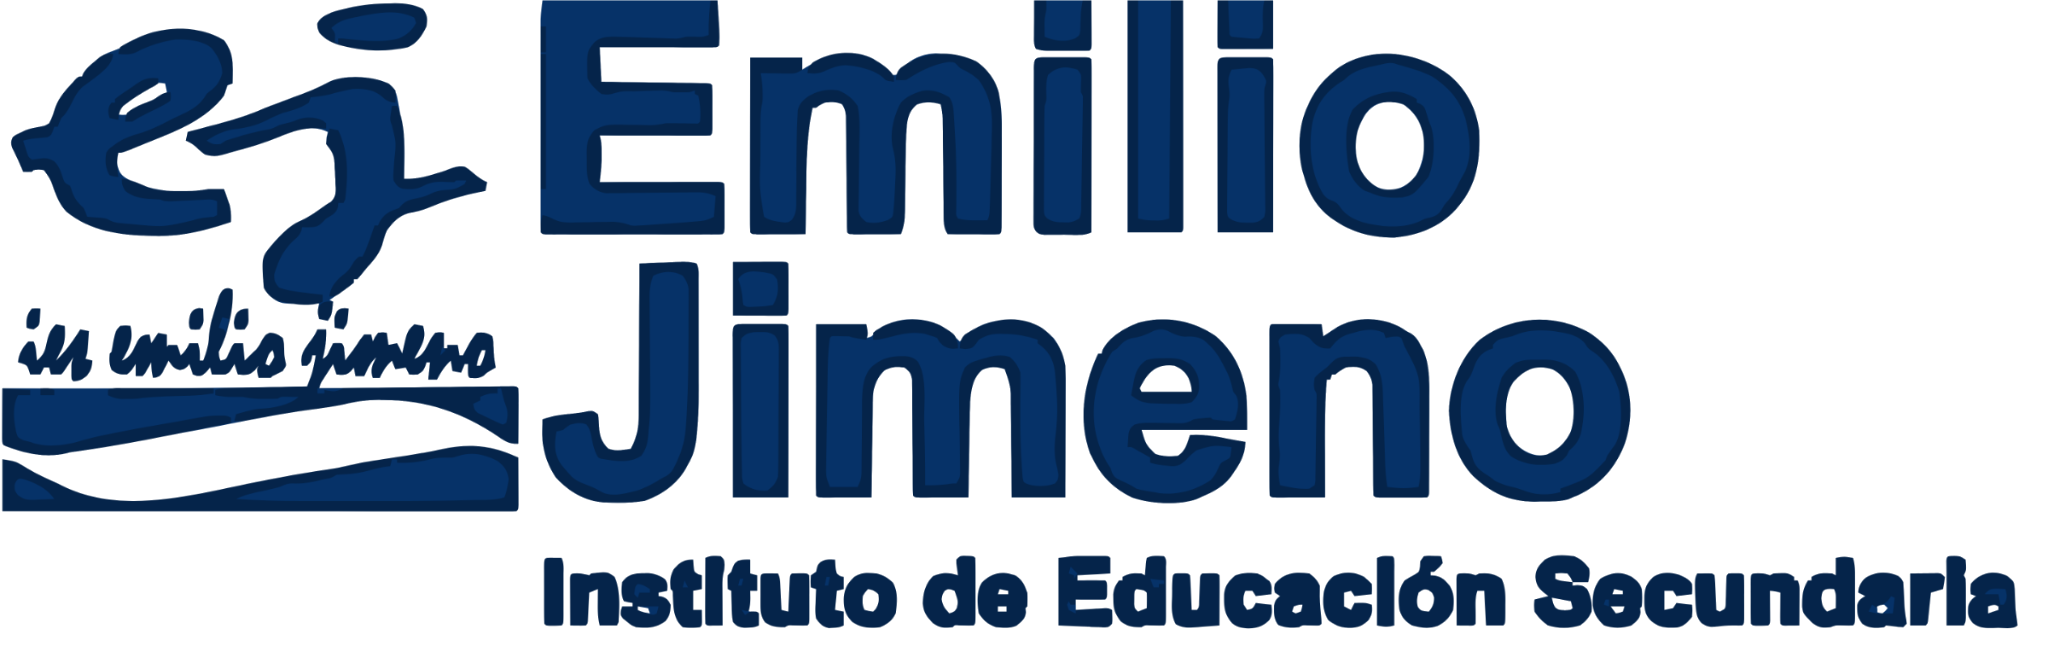 ej
ies emilio jimeno
Emilio
Jimeno
Instituto de Educación Secundaria